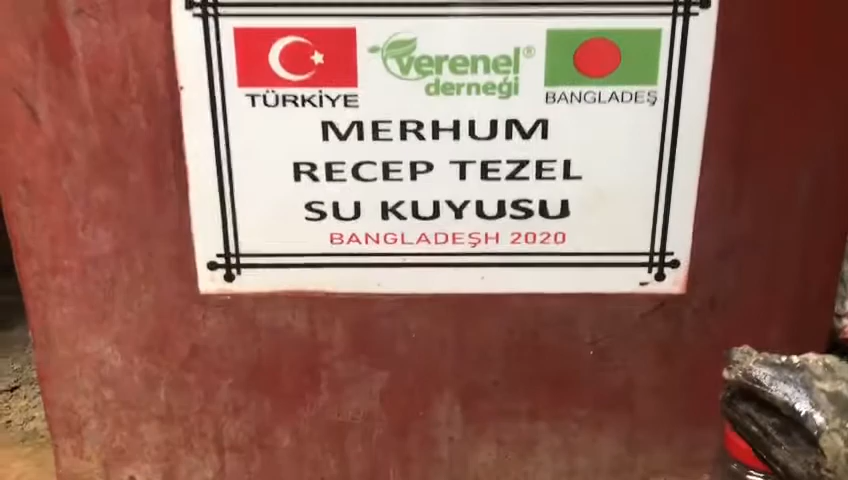 verenel®
derneği
TÜRKİYE
BANGLADEŞ
MERHUM
RECEP TEZEL
SU KUYUSU
BANGLADEŞH 2020